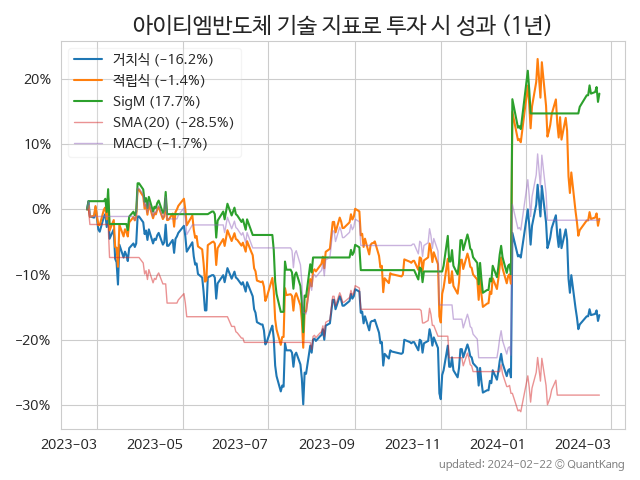 아이티엠반도체 기술 지표로 투자 시 성과 (1년)
거치식 (−16.2%)
적립식 (−1.4%)
SigM (17.7%)
SMA(20) (−28.5%)
MACD (−1.7%)
20%
10%
0%
−10%
−20%
−30%
2023-03 2023-05 2023-07 2023-09 2023-11 2024-01 2024-03
updated: 2024-02-22 © QuantKang